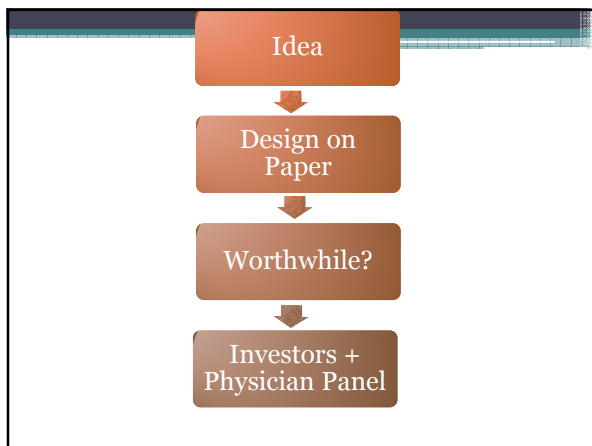 Idea
Design on
Paper
Worthwhile?
Investors +
Physician Panel